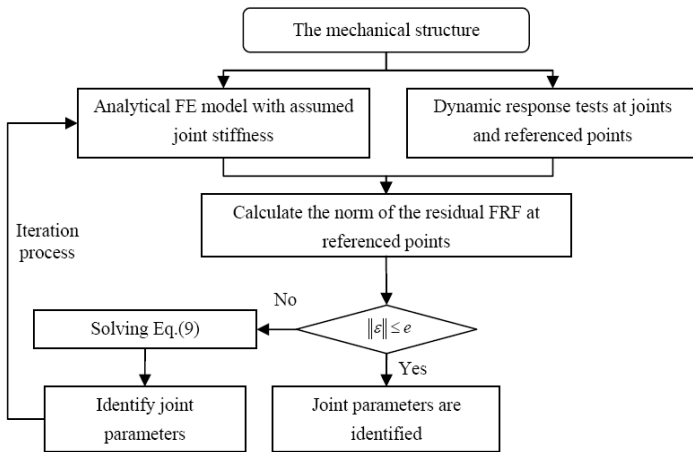 The mechanical structure
Analytical FE model with assumed
joint stiffness
Dynamic response tests at joints
and referenced points
Calculate the norm of the residual FRF at
referenced points
Iteration
process
No
‖ε‖ ≤ e
Solving Eq.(9)
Yes
Identify joint
parameters
Joint parameters are
identified